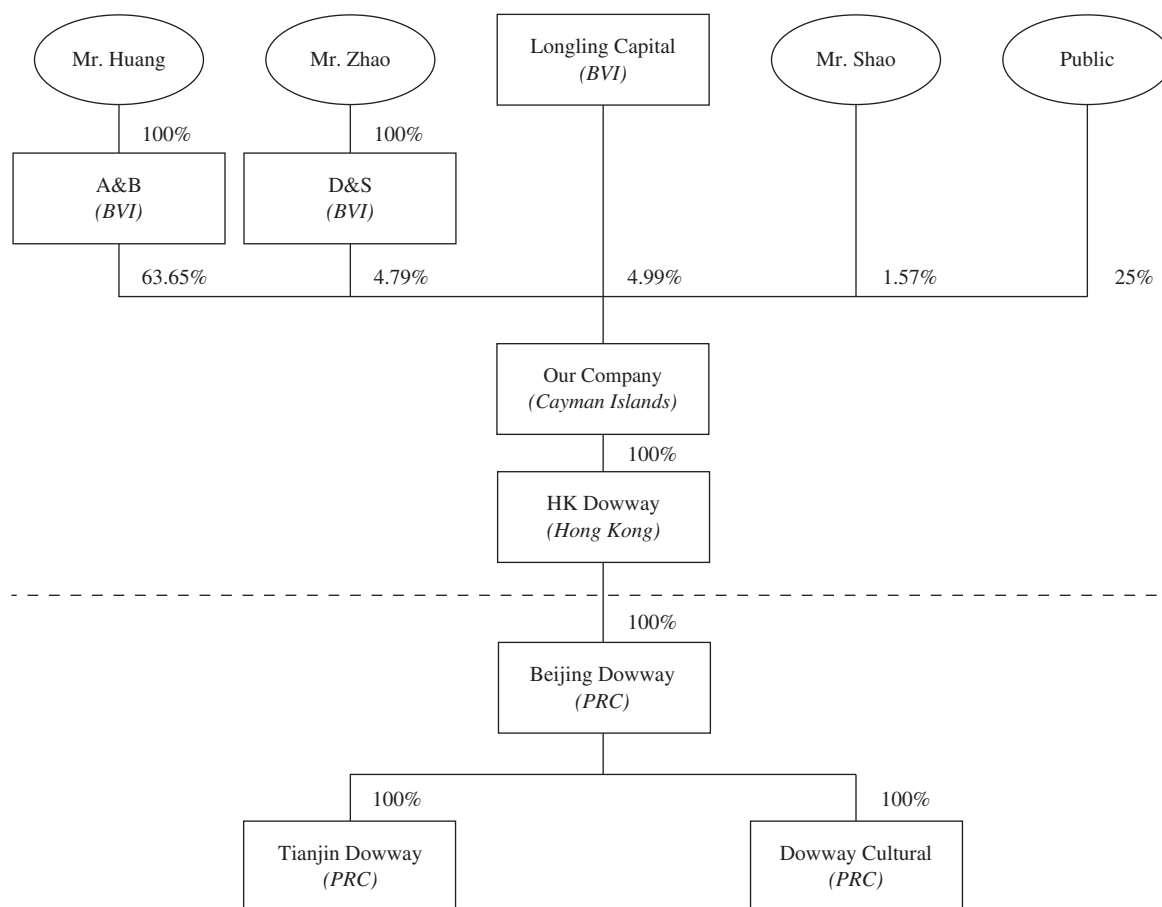 Mr. Huang
Mr. Zhao
Longling Capital
(BVI)
Mr. Shao
Public
100%
100%
A&B
(BVI)
D&S
(BVI)
63.65%
4.79%
4.99%
1.57%
25%
Our Company
(Cayman Islands)
100%
HK Dowway
(Hong Kong)
100%
Beijing Dowway
(PRC)
100%
100%
Tianjin Dowway
(PRC)
Dowway Cultural
(PRC)